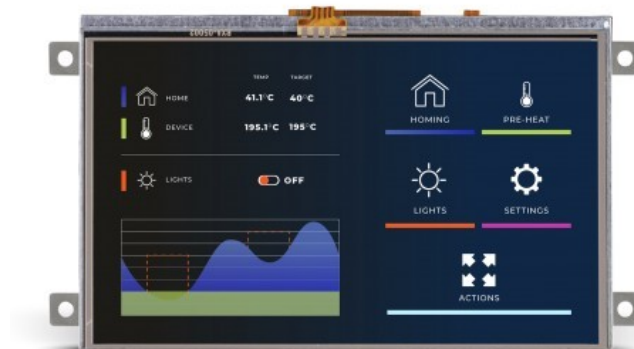 TEMP TARGET
HOME 41.1°C 40°C
DEVICE 195.1°C 195°C
LIGHTS OFF
HOMING PRE-HEAT
LIGHTS SETTINGS
ACTIONS